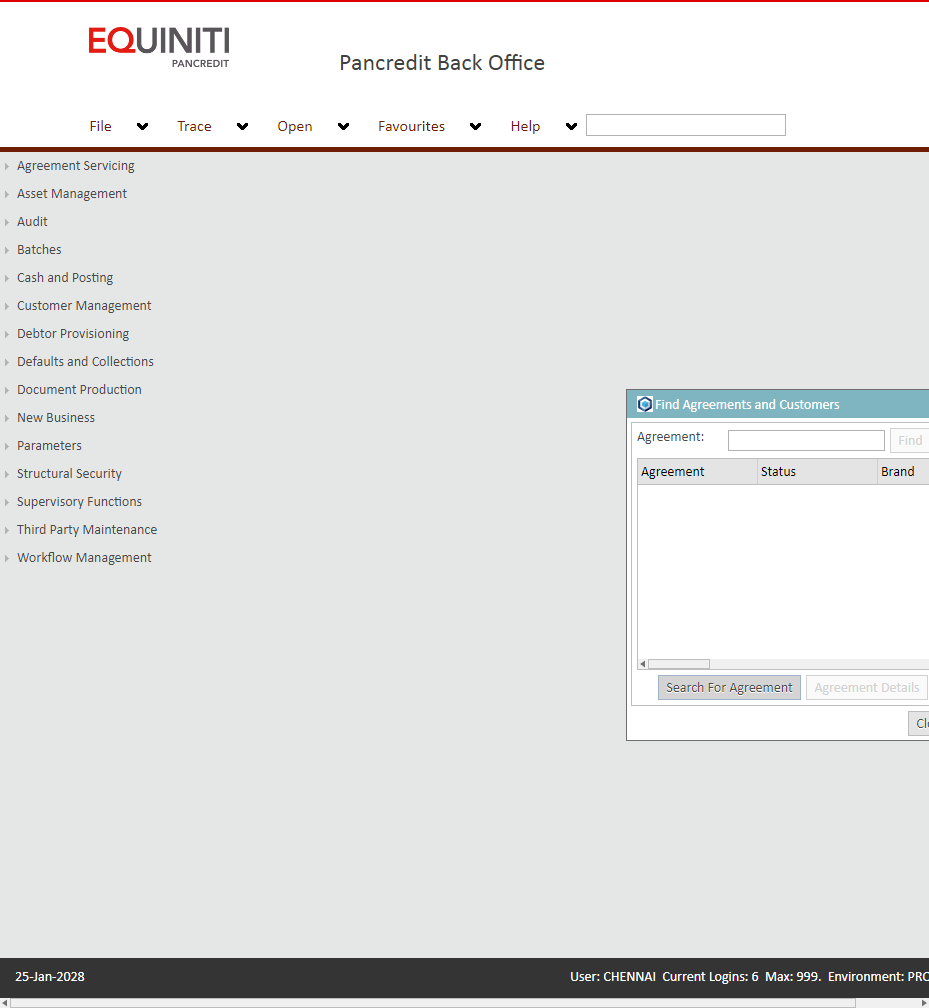 EQUINITI
PANCREDIT
Pancredit Back Office
File Trace Open Favourites Help
Agreement Servicing
Asset Management
Audit
Batches
Cash and Posting
Customer Management
Debtor Provisioning
Defaults and Collections
Document Production
New Business
Parameters
Structural Security
Supervisory Functions
Third Party Maintenance
Workflow Management
Find Agreements and Customers
Agreement: Find
Agreement Status Brand
Search For Agreement Agreement Details
25-Jan-2028 User: CHENNAI Current Logins: 6 Max: 999. Environment: